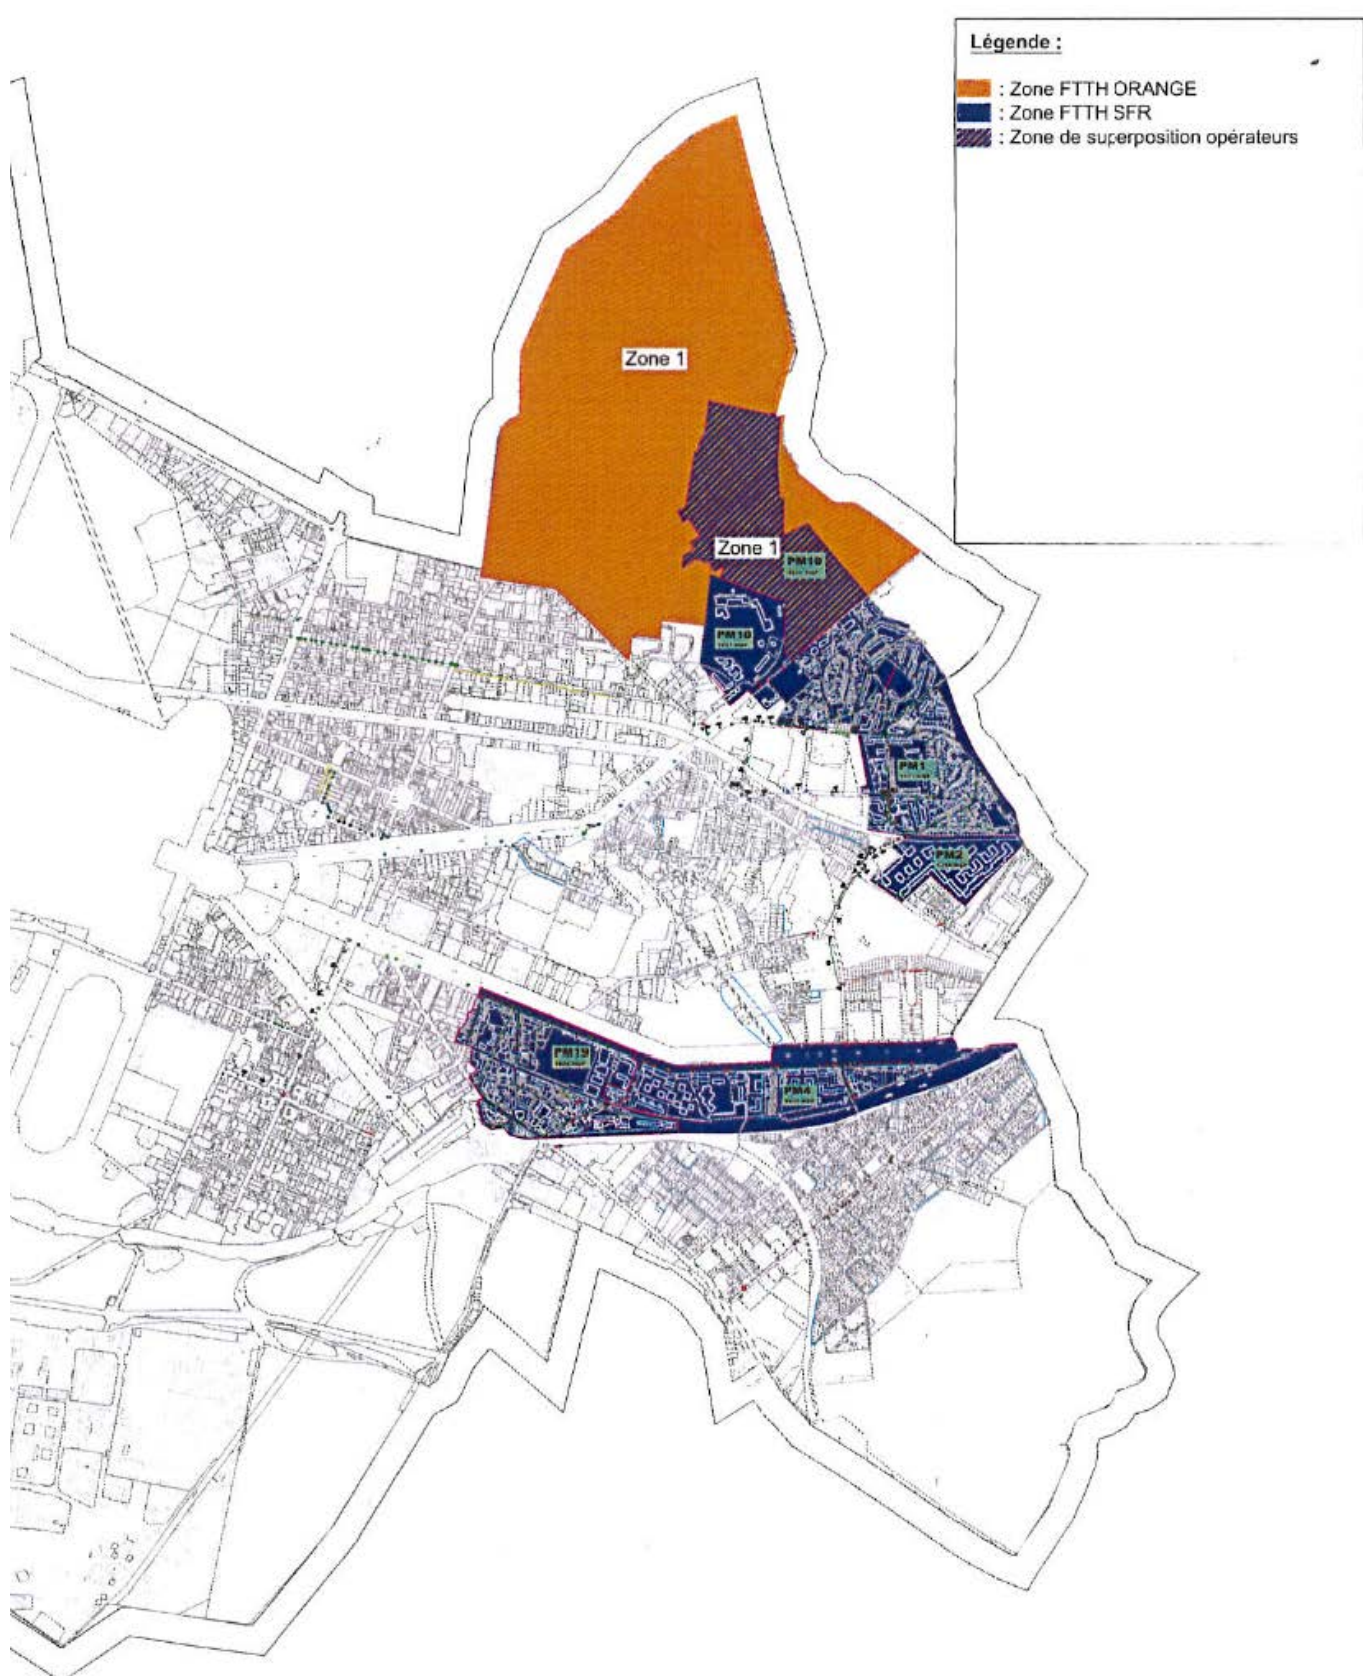 Légende :
: Zone FTTH ORANGE
: Zone FTTH SFR
: Zone de superposition opérateurs
Zone 1
Zone 1
PM10
PM10
PM1
PM2
PM19
PM4